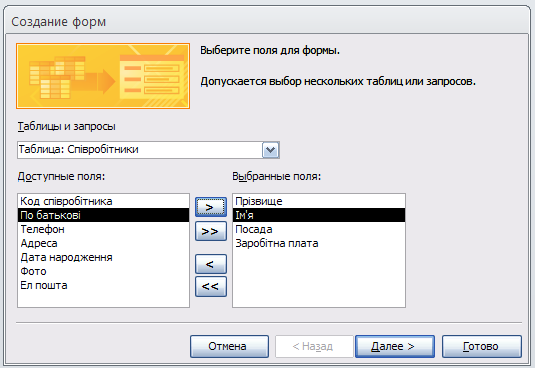 Создание форм
Выберите поля для формы.
Допускается выбор нескольких таблиц или запросов.
Таблицы и запросы
Таблица: Співробітники
Доступные поля:
Код співробітника
По батькові
Телефон
Адреса
Дата народження
Фото
Ел пошта
>
>>
<
<<
Выбранные поля:
Прізвище
Ім'я
Посада
Заробітна плата
Отмена
< Назад
Далее >
Готово